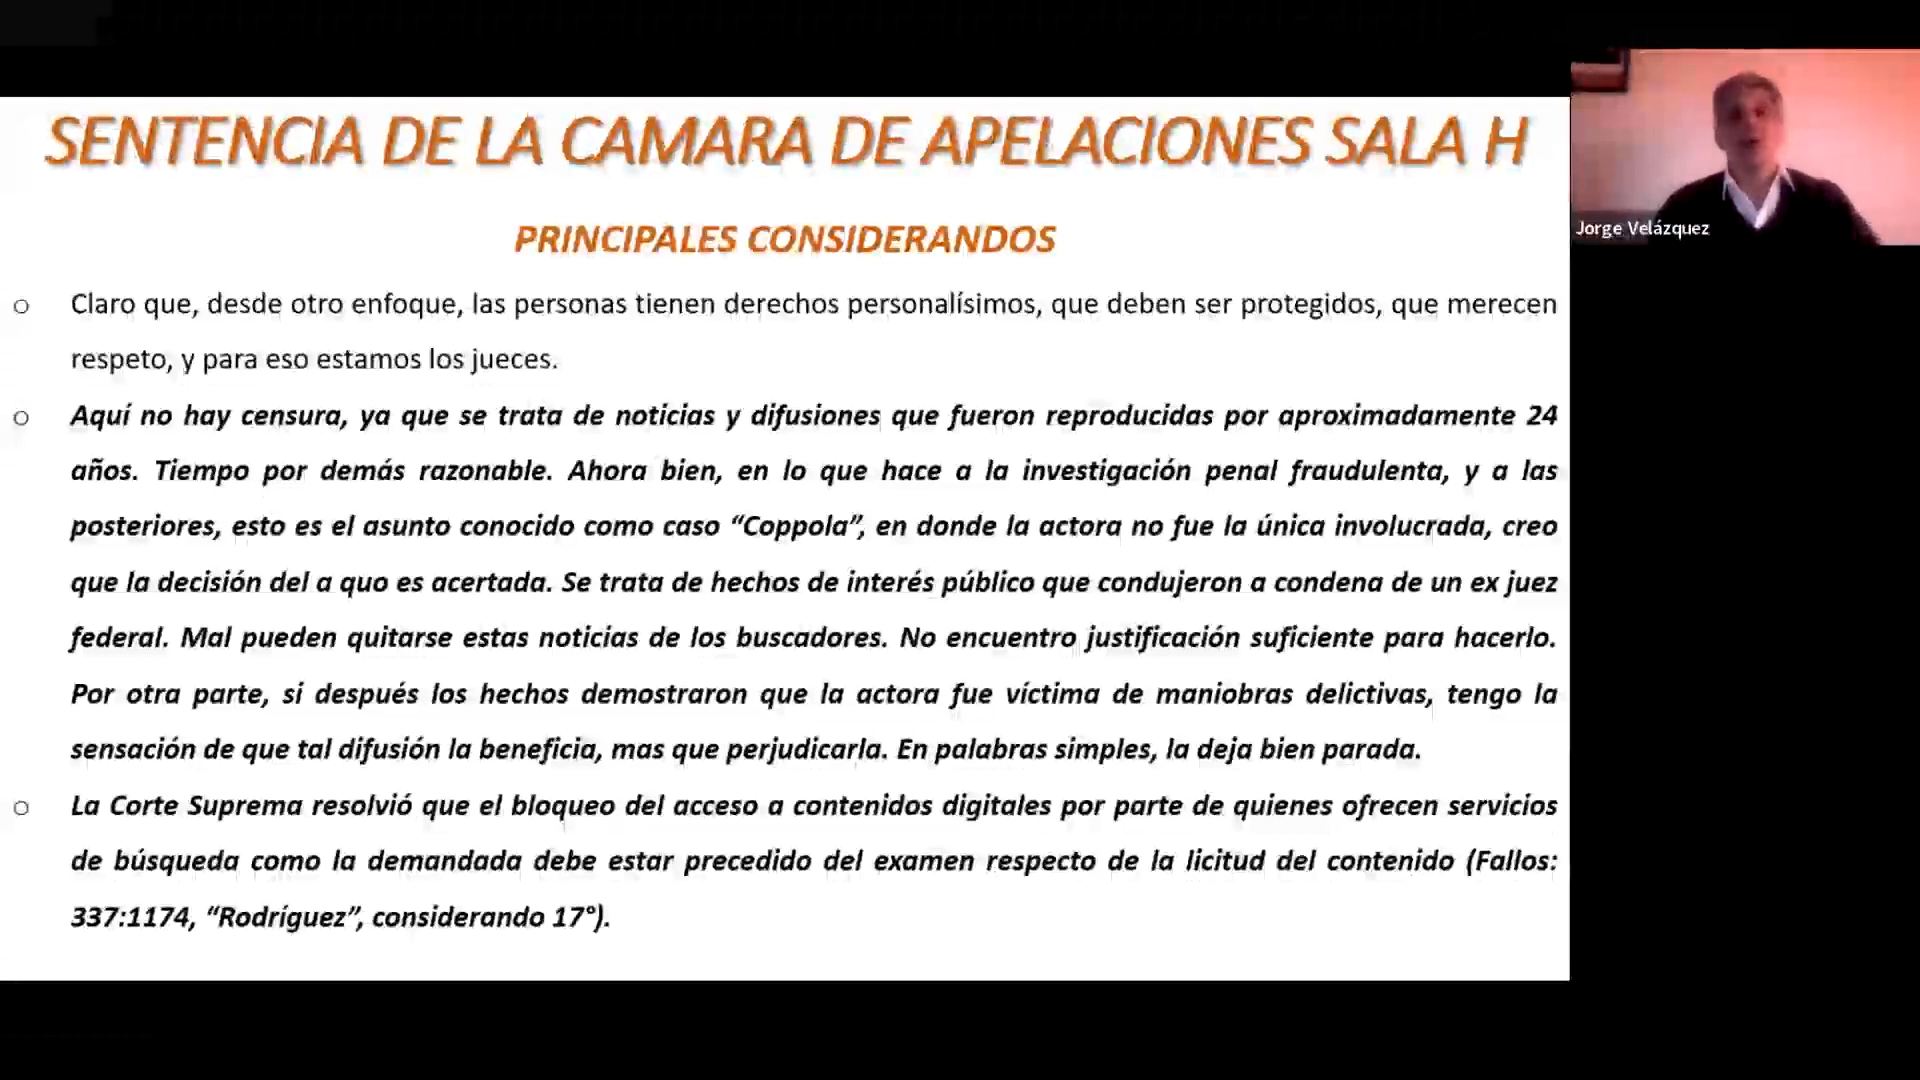 SENTENCIA DE LA CAMARA DE APELACIONES SALA H
PRINCIPALES CONSIDERANDOS
o Claro que, desde otro enfoque, las personas tienen derechos personalísimos, que deben ser protegidos, que merecen
respeto, y para eso estamos los jueces.
o Aquí no hay censura, ya que se trata de noticias y difusiones que fueron reproducidas por aproximadamente 24
años. Tiempo por demás razonable. Ahora bien, en lo que hace a la investigación penal fraudulenta, y a las
posteriores, esto es el asunto conocido como caso “Coppola”, en donde la actora no fue la única involucrada, creo
que la decisión del a quo es acertada. Se trata de hechos de interés público que condujeron a condena de un ex juez
federal. Mal pueden quitarse estas noticias de los buscadores. No encuentro justificación suficiente para hacerlo.
Por otra parte, si después los hechos demostraron que la actora fue víctima de maniobras delictivas, tengo la
sensación de que tal difusión la beneficia, mas que perjudicarla. En palabras simples, la deja bien parada.
o La Corte Suprema resolvió que el bloqueo del acceso a contenidos digitales por parte de quienes ofrecen servicios
de búsqueda como la demandada debe estar precedido del examen respecto de la licitud del contenido (Fallos:
337:1174, “Rodríguez”, considerando 17°).
Jorge Velázquez